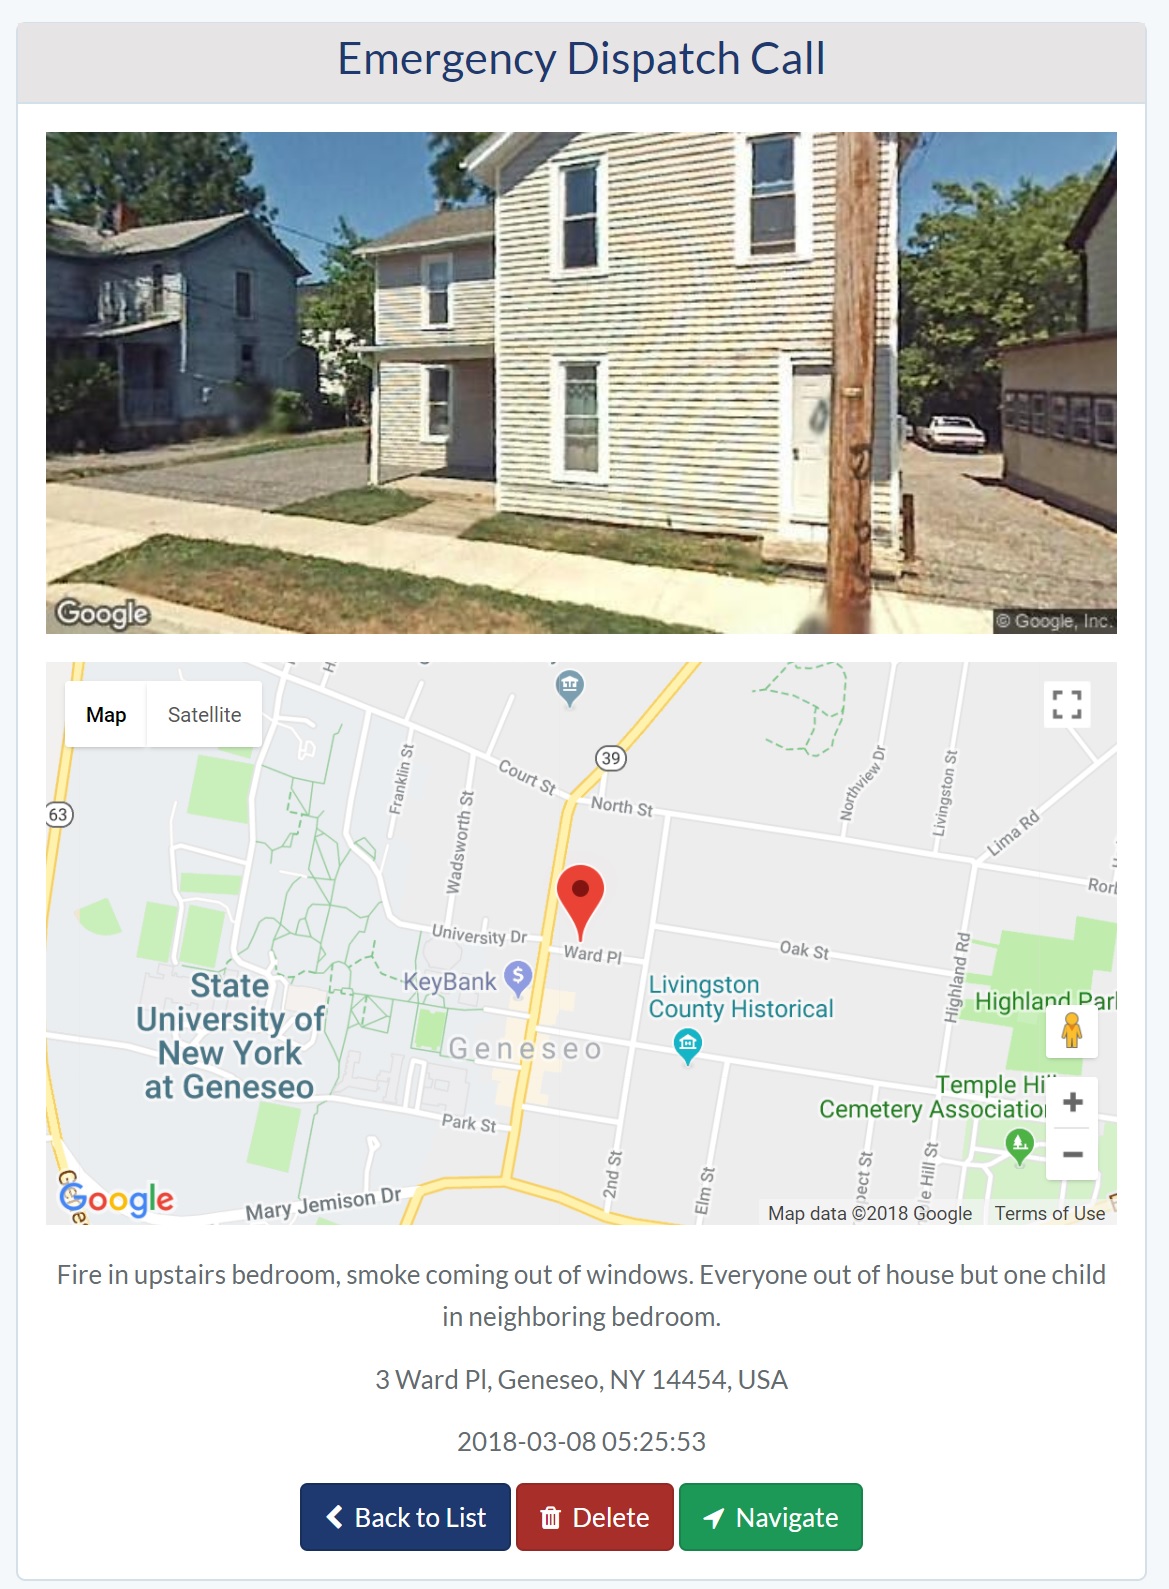 Emergency Dispatch Call
Google
© Google, Inc.
Map
Satellite
39
63
Court St
North St
Franklin St
Wadsworth St
Northview Dr
Livingston St
Lima Rd
University Dr
Ward Pl
Oak St
Highland Rd
KeyBank
Livingston
County Historical
State
University of
New York
at Geneseo
Geneseo
Highland Park
Temple Hil
Cemetery Association
Park St
2nd St
Elm St
pect St
le Hill St
Mary Jemison Dr
Google
Map data ©2018 Google
Terms of Use
Fire in upstairs bedroom, smoke coming out of windows. Everyone out of house but one child
in neighboring bedroom.
3 Ward Pl, Geneseo, NY 14454, USA
2018-03-08 05:25:53
Back to List
Delete
Navigate